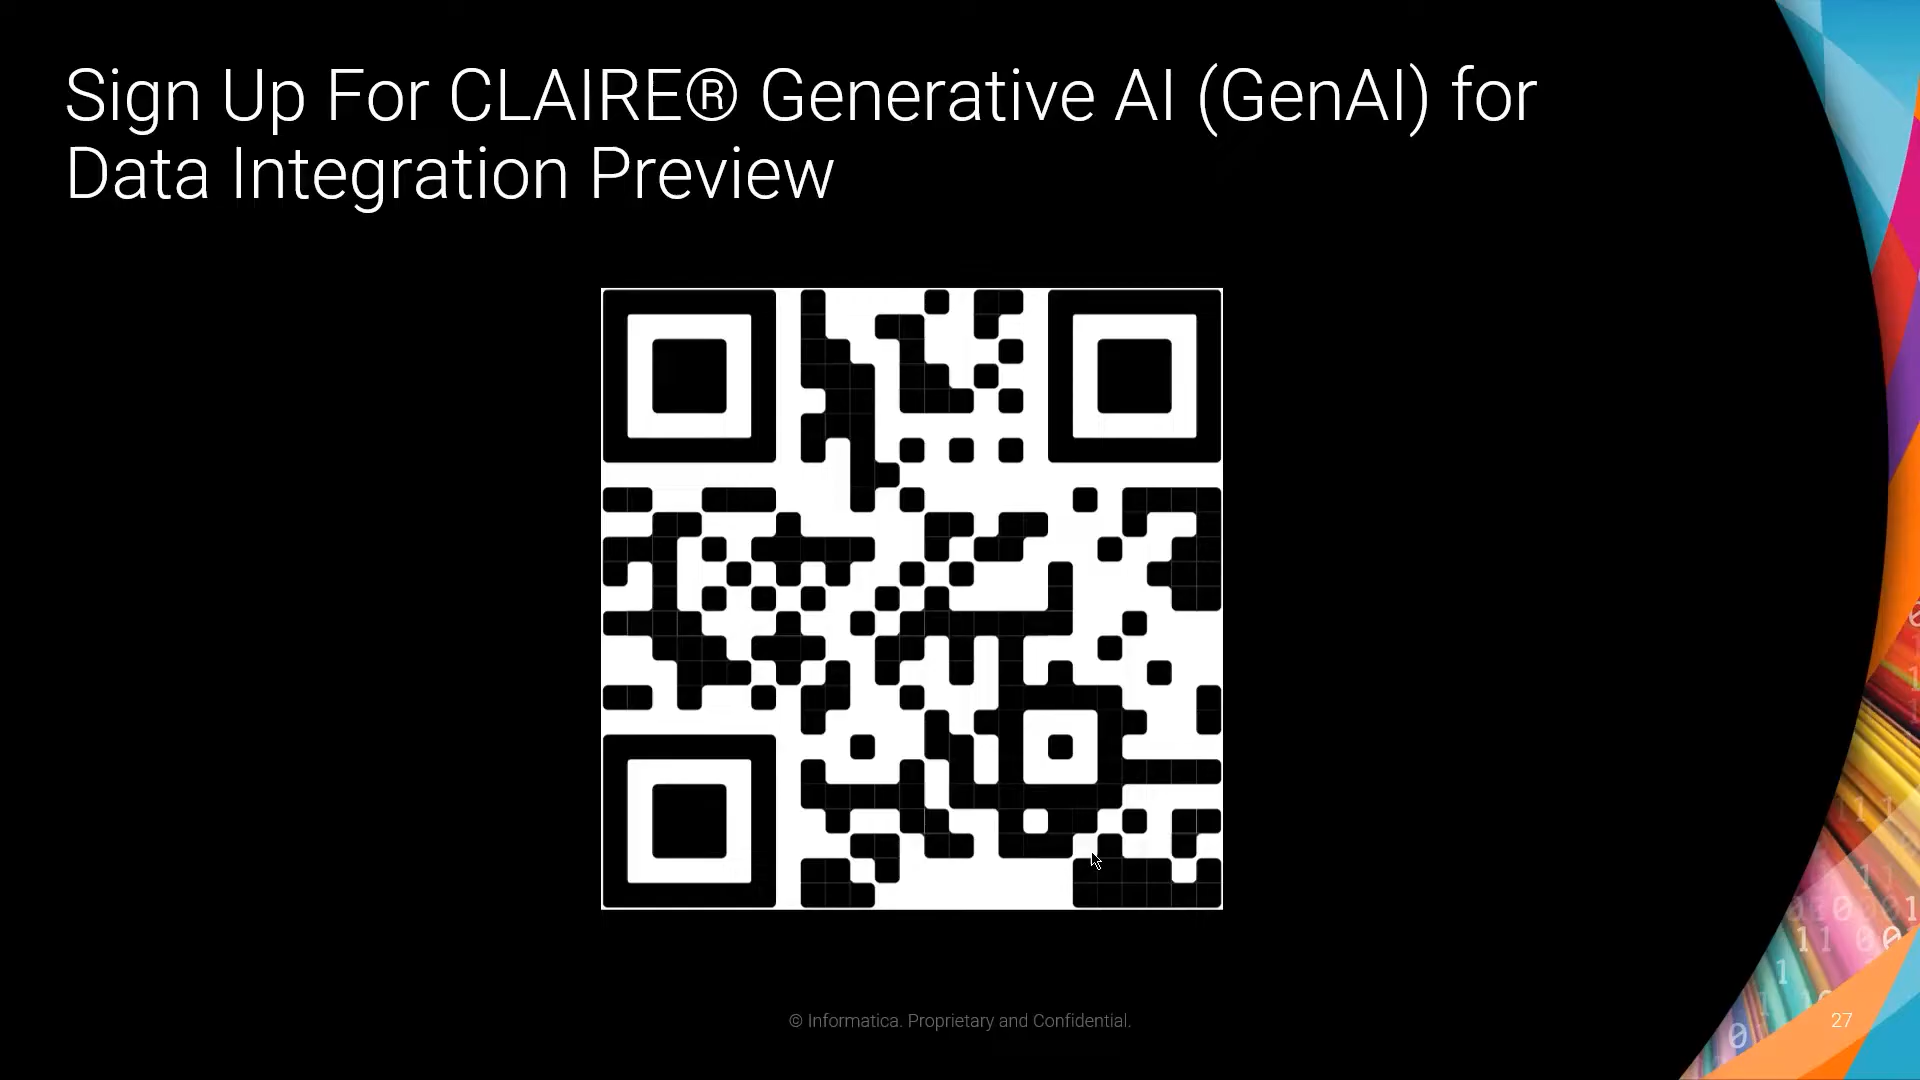 Sign Up For CLAIRE® Generative AI (GenAI) for
Data Integration Preview
© Informatica. Proprietary and Confidential.
27